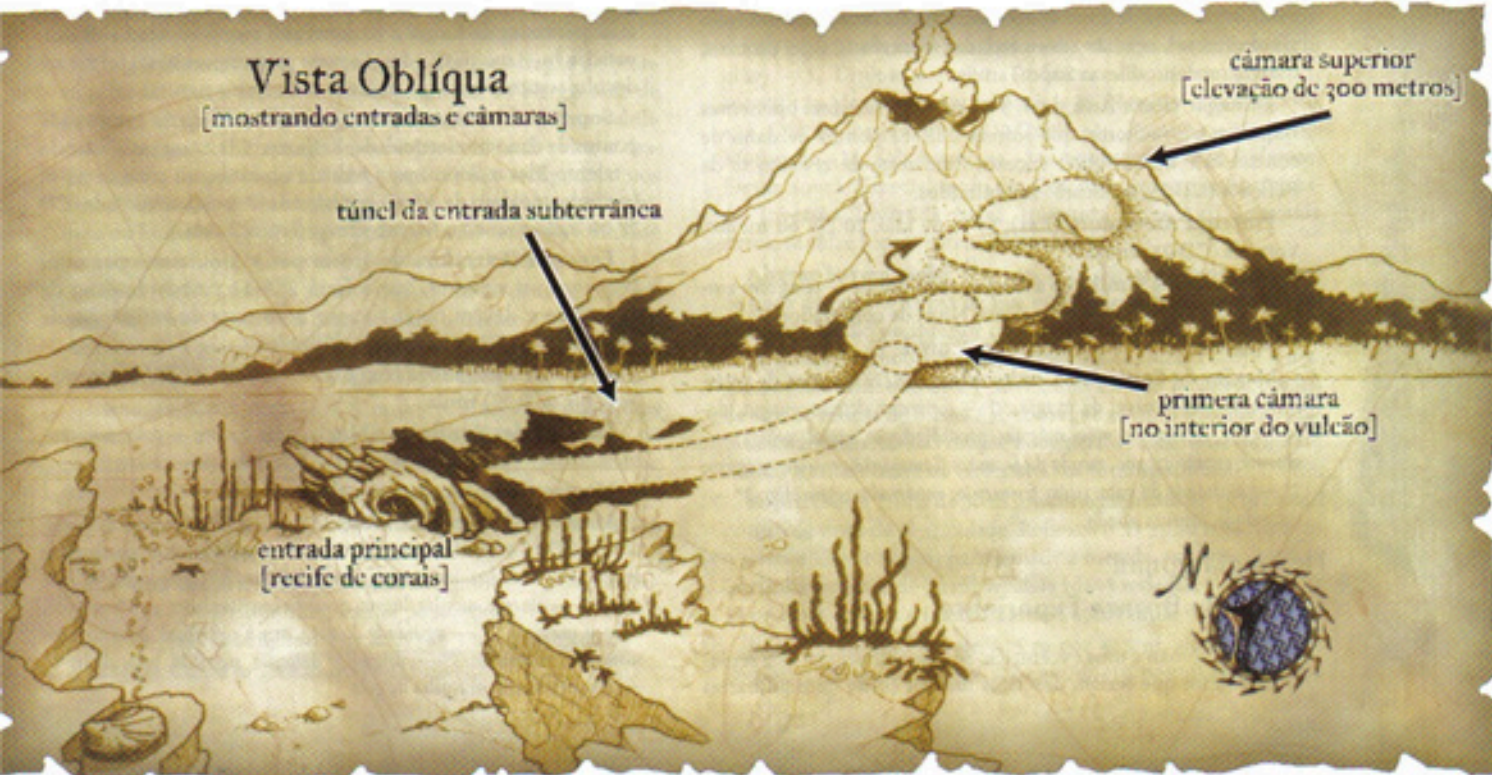 Vista Oblíqua
[mostrando entradas e câmaras]
câmara superior
[elevação de 300 metros]
túnel da entrada subterrânea
primera câmara
[no interior do vulcão]
entrada principal
[recife de corais]
N